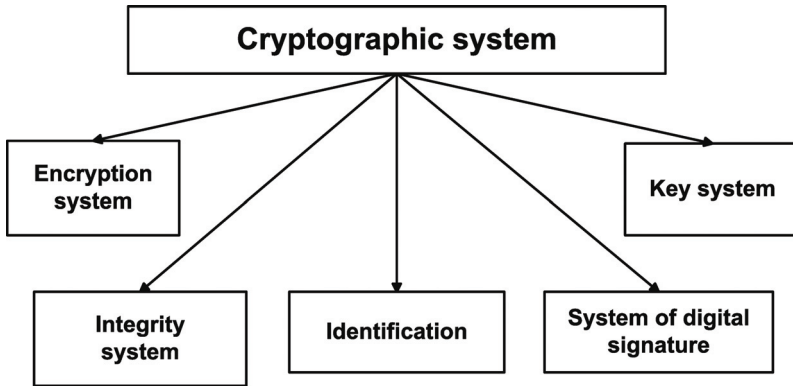 Cryptographic system
Encryption
system
Key system
Integrity
system
Identification
System of digital
signature